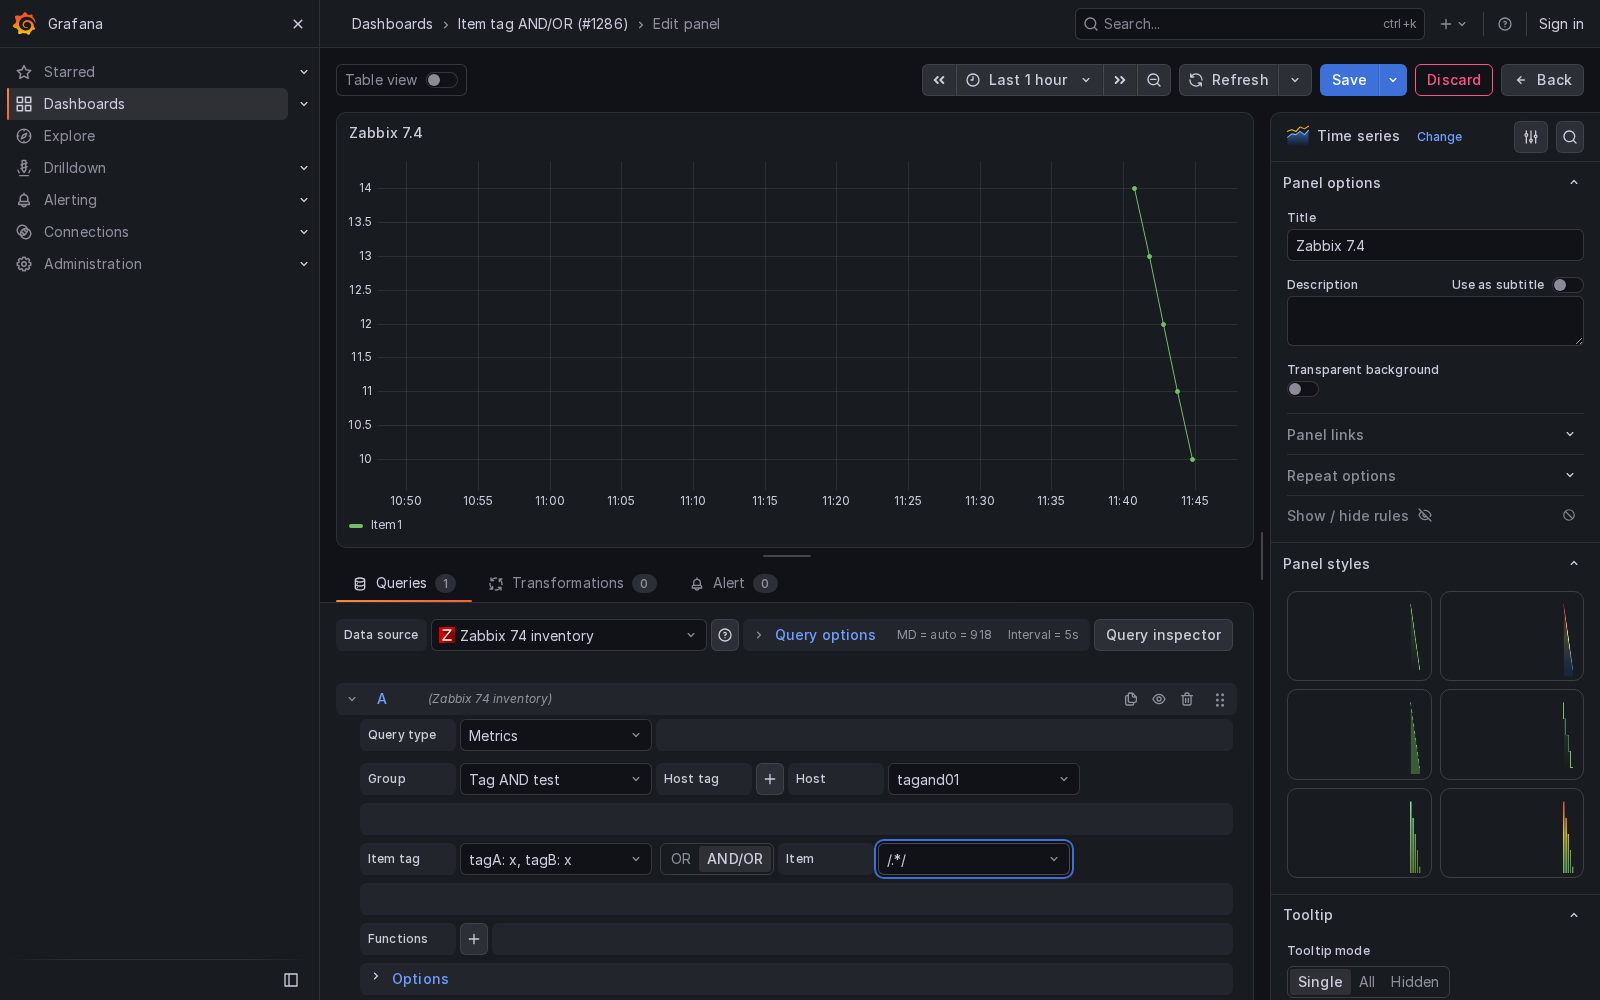 Grafana
Dashboards › Item tag AND/OR (#1286) › Edit panel
Search...
ctrl+k
Sign in
Starred
Dashboards
Explore
Drilldown
Alerting
Connections
Administration
Table view
Last 1 hour
Refresh
Save
Discard
Back
Zabbix 7.4
14
13.5
13
12.5
12
11.5
11
10.5
10
10:50 10:55 11:00 11:05 11:10 11:15 11:20 11:25 11:30 11:35 11:40 11:45
Item1
Queries 1
Transformations 0
Alert 0
Data source
Z
Zabbix 74 inventory
Query options
MD = auto = 918
Interval = 5s
Query inspector
A
(Zabbix 74 inventory)
Query type
Metrics
Group
Tag AND test
Host tag
Host
tagand01
Item tag
tagA: x, tagB: x
OR
AND/OR
Item
/.*/
Functions
Options
Time series
Change
Panel options
Title
Zabbix 7.4
Description
Use as subtitle
Transparent background
Panel links
Repeat options
Show / hide rules
Panel styles
Tooltip
Tooltip mode
Single
All
Hidden